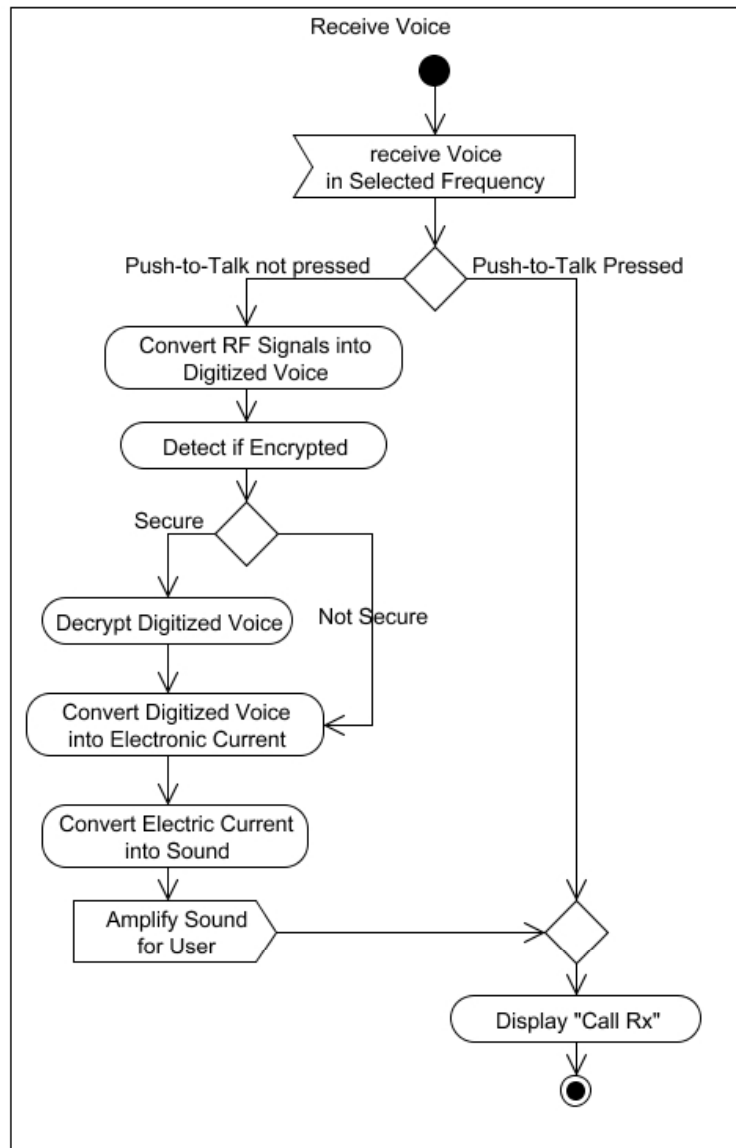 Receive Voice
receive Voice
in Selected Frequency
Push-to-Talk not pressed
Push-to-Talk Pressed
Convert RF Signals into
Digitized Voice
Detect if Encrypted
Secure
Not Secure
Decrypt Digitized Voice
Convert Digitized Voice
into Electronic Current
Convert Electric Current
into Sound
Amplify Sound
for User
Display "Call Rx"